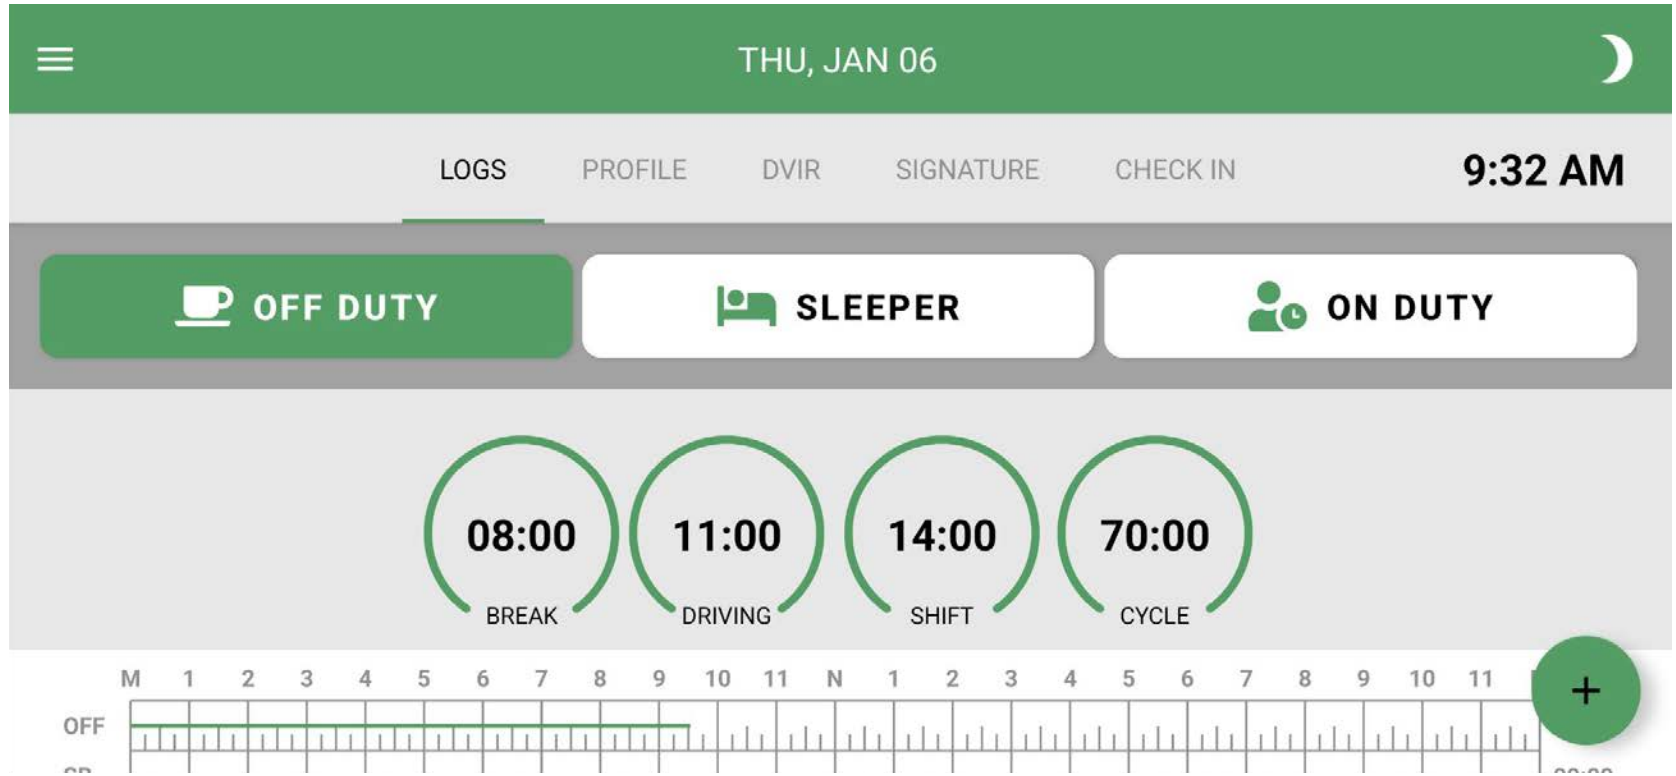 THU, JAN 06
LOGS PROFILE DVIR SIGNATURE CHECK IN 9:32 AM
OFF DUTY SLEEPER ON DUTY
08:00 11:00 14:00 70:00
BREAK DRIVING SHIFT CYCLE
M 1 2 3 4 5 6 7 8 9 10 11 N 1 2 3 4 5 6 7 8 9 10 11
+
OFF